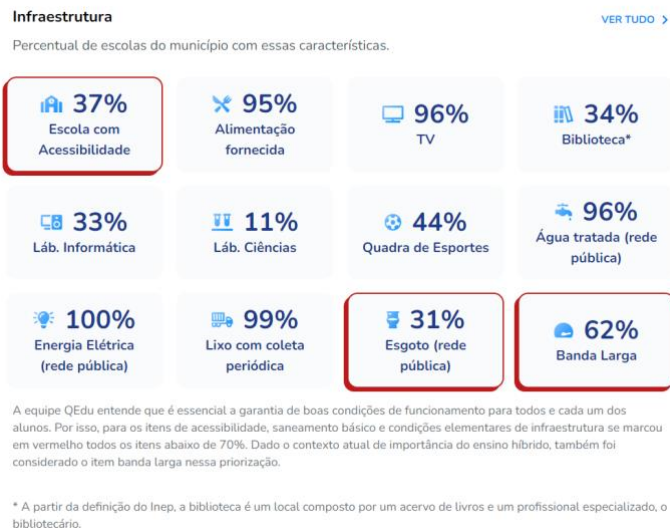 Infraestrutura
VER TUDO >
Percentual de escolas do município com essas características.
37%
Escola com
Acessibilidade
95%
Alimentação
fornecida
96%
TV
34%
Biblioteca*
33%
Láb. Informática
11%
Láb. Ciências
44%
Quadra de Esportes
96%
Água tratada (rede
pública)
100%
Energia Elétrica
(rede pública)
99%
Lixo com coleta
periódica
31%
Esgoto (rede
pública)
62%
Banda Larga
A equipe QEdu entende que é essencial a garantia de boas condições de funcionamento para todos e cada um dos
alunos. Por isso, para os itens de acessibilidade, saneamento básico e condições elementares de infraestrutura se marcou
em vermelho todos os itens abaixo de 70%. Dado o contexto atual de importância do ensino híbrido, também foi
considerado o item banda larga nessa priorização.
* A partir da definição do Inep, a biblioteca é um local composto por um acervo de livros e um profissional especializado, o
bibliotecário.